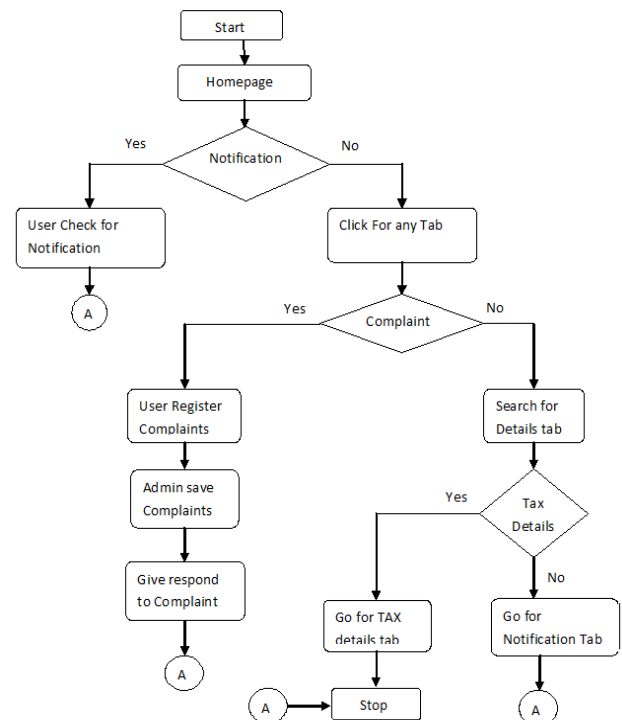 Start
Homepage
Yes
No
Notification
User Check for
Notification
Click For any Tab
A
Yes
Complaint
No
User Register
Complaints
Search for
Details tab
Admin save
Complaints
Yes
Tax
Details
Give respond
to Complaint
No
Go for TAX
details tab
Go for
Notification Tab
A
A
Stop
A